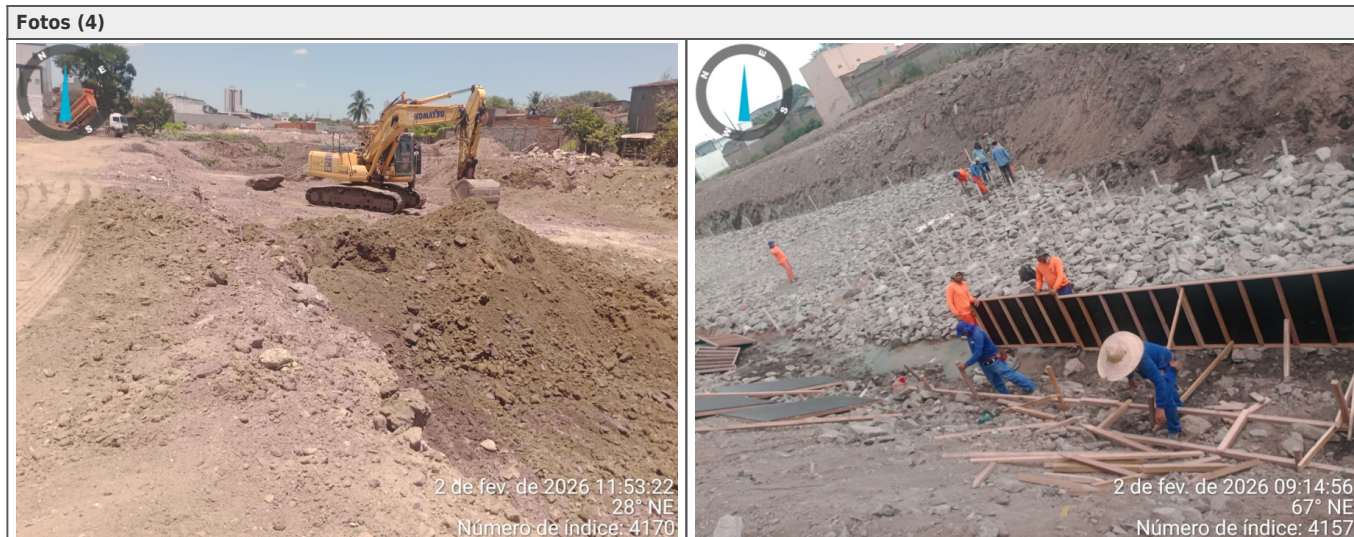 Fotos (4)
N
E
S
KOMATSU
2 de fev. de 2026 11:53:22
28° NE
Número de índice: 4170
N
E
S
2 de fev. de 2026 09:14:56
67° NE
Número de índice: 4157